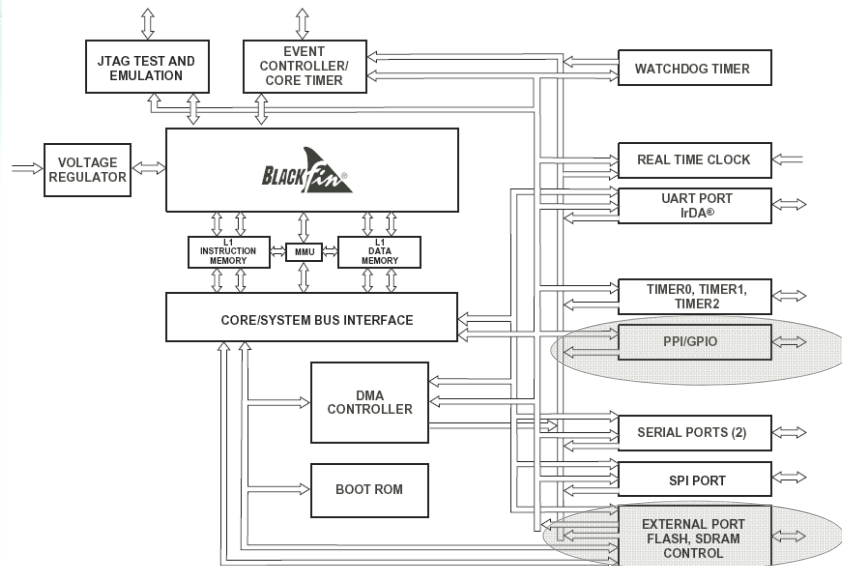 JTAG TEST AND
EMULATION
EVENT
CONTROLLER/
CORE TIMER
WATCHDOG TIMER
VOLTAGE
REGULATOR
BLACKfin®
REAL TIME CLOCK
UART PORT
IrDA®
L1
INSTRUCTION
MEMORY
MMU
L1
DATA
MEMORY
TIMER0, TIMER1,
TIMER2
CORE/SYSTEM BUS INTERFACE
PPI/GPIO
DMA
CONTROLLER
SERIAL PORTS (2)
BOOT ROM
SPI PORT
EXTERNAL PORT
FLASH, SDRAM
CONTROL